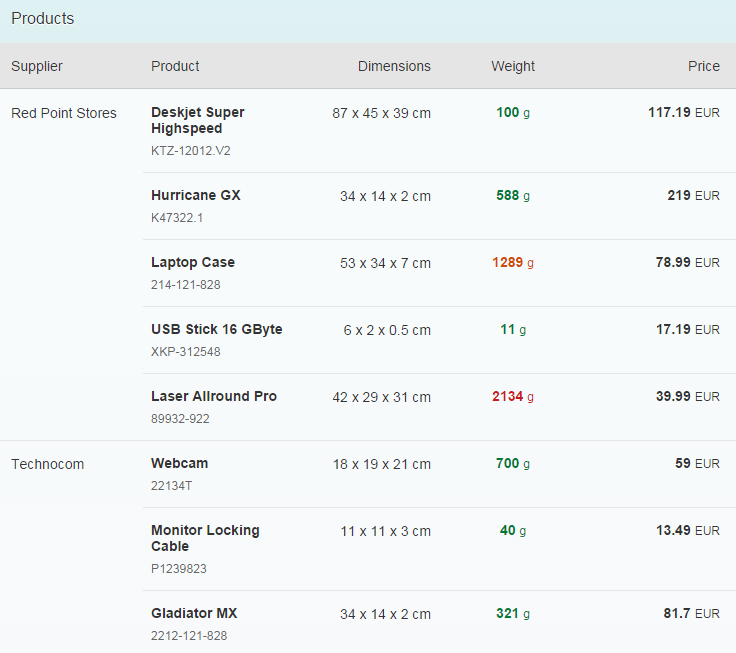 Products
Supplier Product Dimensions Weight Price
Red Point Stores Deskjet Super 87 x 45 x 39 cm 100 g 117.19 EUR
Highspeed
KTZ-12012.V2
Hurricane GX 34 x 14 x 2 cm 588 g 219 EUR
K47322.1
Laptop Case 53 x 34 x 7 cm 1289 g 78.99 EUR
214-121-828
USB Stick 16 GByte 6 x 2 x 0.5 cm 11 g 17.19 EUR
XKP-312548
Laser Allround Pro 42 x 29 x 31 cm 2134 g 39.99 EUR
89932-922
Technocom Webcam 18 x 19 x 21 cm 700 g 59 EUR
22134T
Monitor Locking 11 x 11 x 3 cm 40 g 13.49 EUR
Cable
P1239823
Gladiator MX 34 x 14 x 2 cm 321 g 81.7 EUR
2212-121-828